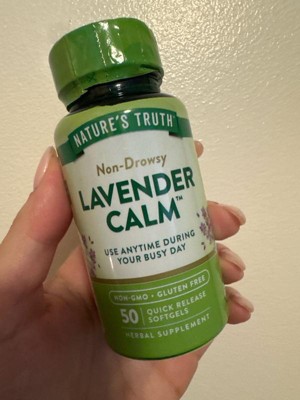 NATURE'S TRUTH
Non-Drowsy
LAVENDER
CALM™
USE ANYTIME DURING
YOUR BUSY DAY
NON-GMO • GLUTEN FREE
50 QUICK RELEASE
SOFTGELS
HERBAL SUPPLEMENT